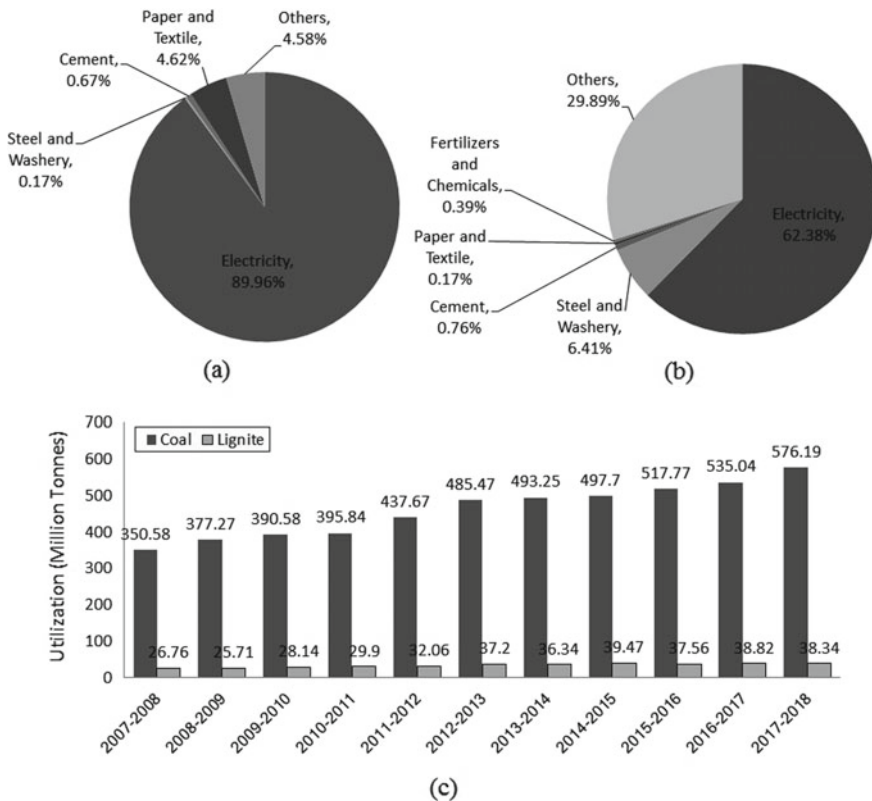 Paper and
Textile,
4.62%
Others,
4.58%
Cement,
0.67%
Steel and
Washery,
0.17%
Electricity,
89.96%
(a)
Others,
29.89%
Fertilizers and
Chemicals,
0.39%
Paper and
Textile,
0.17%
Cement,
0.76%
Steel and
Washery,
6.41%
Electricity,
62.38%
(b)
Utilization (Million Tonnes)
700
600
500
400
300
200
100
0
Coal
Lignite
350.58
377.27
390.58
395.84
437.67
485.47
493.25
497.7
517.77
535.04
576.19
26.76
25.71
28.14
29.9
32.06
37.2
36.34
39.47
37.56
38.82
38.34
2007-2008
2008-2009
2009-2010
2010-2011
2011-2012
2012-2013
2013-2014
2014-2015
2015-2016
2016-2017
2017-2018
(c)